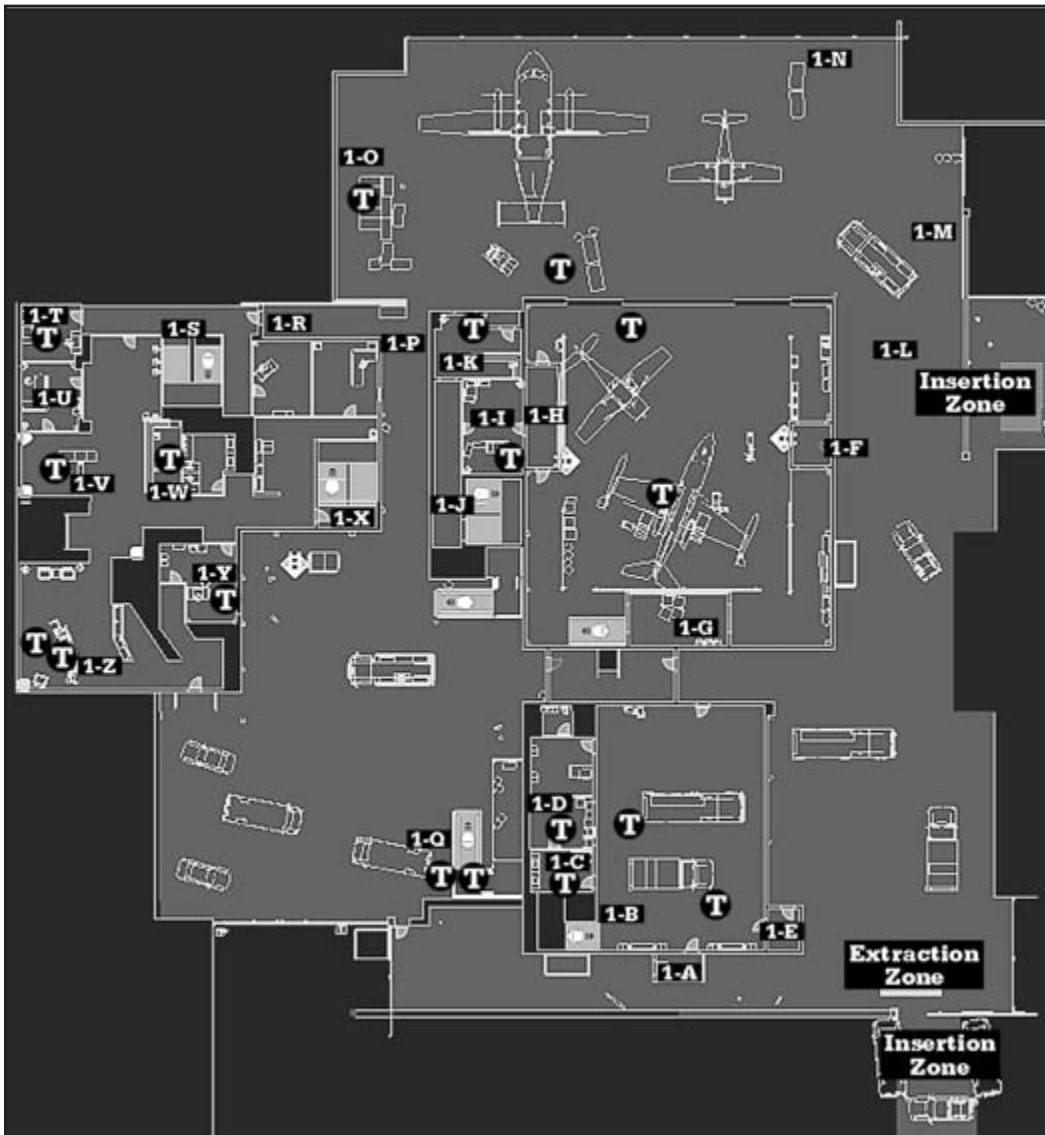 1-N
1-O
T
1-M
T
1-T
1-S
1-R
T
T
T
1-P
1-L
1-K
Insertion
Zone
1-U
1-I
1-H
1-F
T
T
T
1-V
1-W
T
1-J
1-X
1-Y
T
1-G
T
T
1-Z
1-D
T
T
1-Q
1-C
T
T
T
T
1-B
1-E
1-A
Extraction
Zone
Insertion
Zone